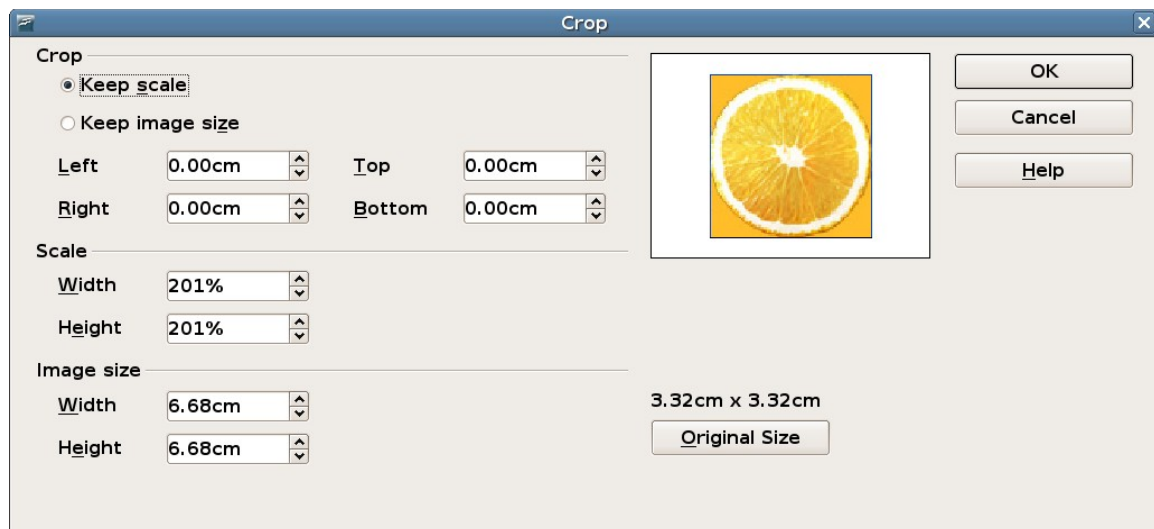 Crop
Crop
Keep scale
Keep image size
Left 0.00cm Top 0.00cm
Right 0.00cm Bottom 0.00cm
Scale
Width 201%
Height 201%
Image size
Width 6.68cm
Height 6.68cm
3.32cm x 3.32cm
Original Size
OK
Cancel
Help